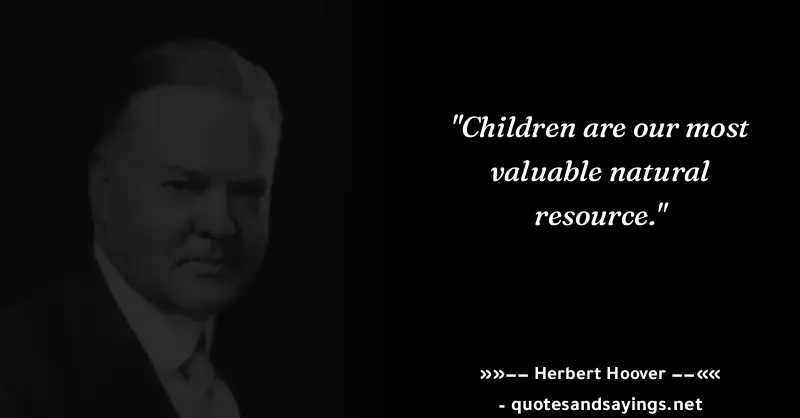 "Children are our most
valuable natural
resource."
»»–– Herbert Hoover ––««
- quotesandsayings.net